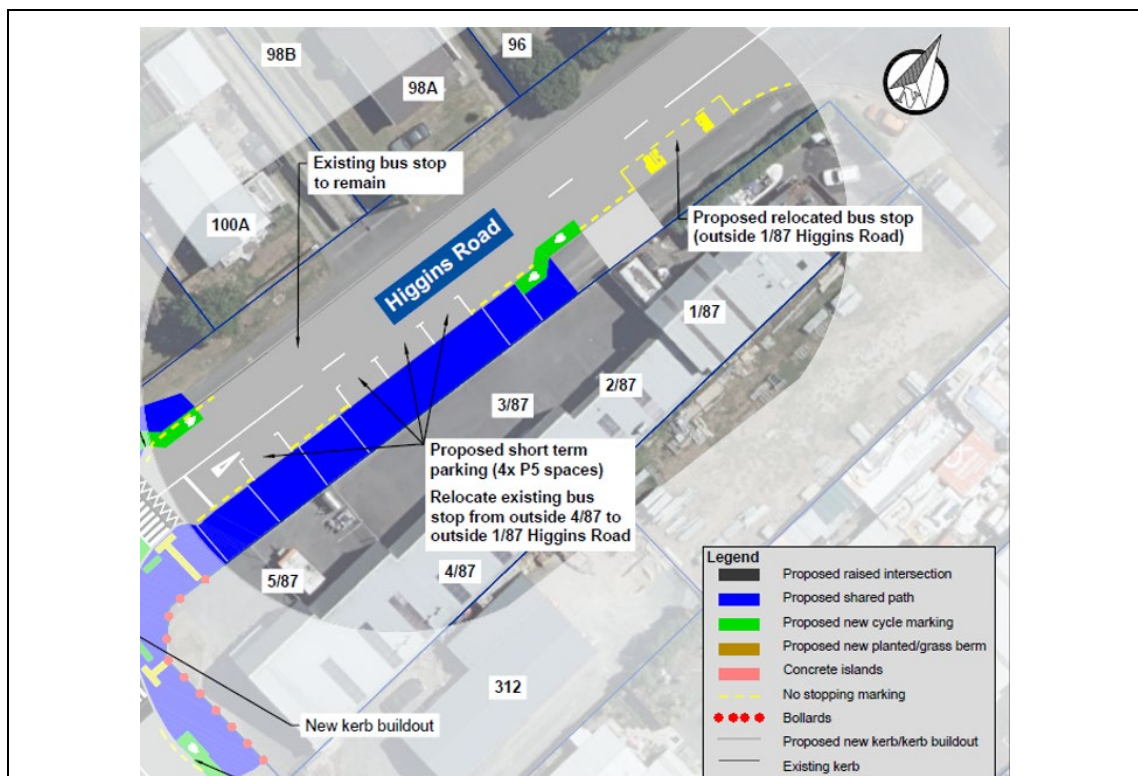 98B
96
98A
Existing bus stop
to remain
100A
Higgins Road
Proposed relocated bus stop
(outside 1/87 Higgins Road)
1/87
2/87
3/87
Proposed short term
parking (4x P5 spaces)
Relocate existing bus
stop from outside 4/87 to
outside 1/87 Higgins Road
5/87
4/87
312
New kerb buildout
Legend
Proposed raised intersection
Proposed shared path
Proposed new cycle marking
Proposed new planted/grass berm
Concrete islands
No stopping marking
Bollards
Proposed new kerb/kerb buildout
Existing kerb